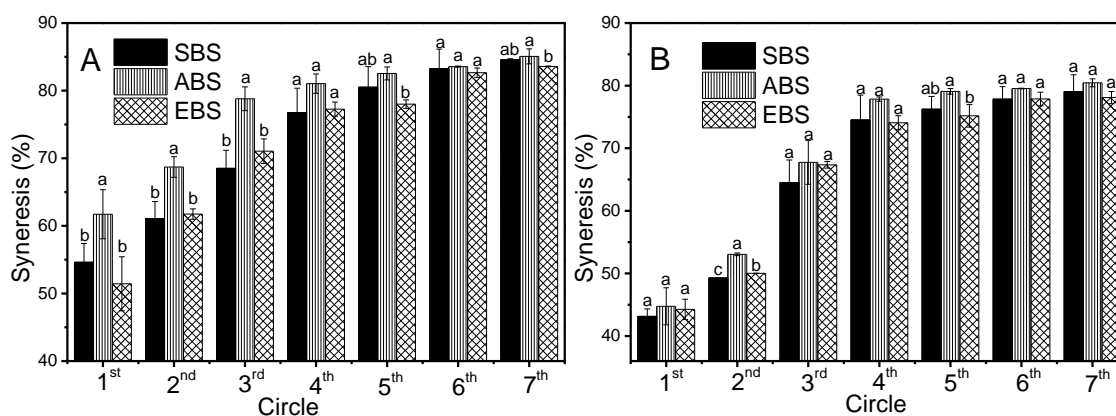 A
SBS
ABS
EBS
Syneresis (%)
90
80
70
60
50
40
b a b
b a b
b a b
a a a
ab a b
a a a
ab a b
1st 2nd 3rd 4th 5th 6th 7th
Circle
B
SBS
ABS
EBS
Syneresis (%)
90
80
70
60
50
40
a a a
c a b
a a a
a a a
ab a b
a a a
a a a
1st 2nd 3rd 4th 5th 6th 7th
Circle